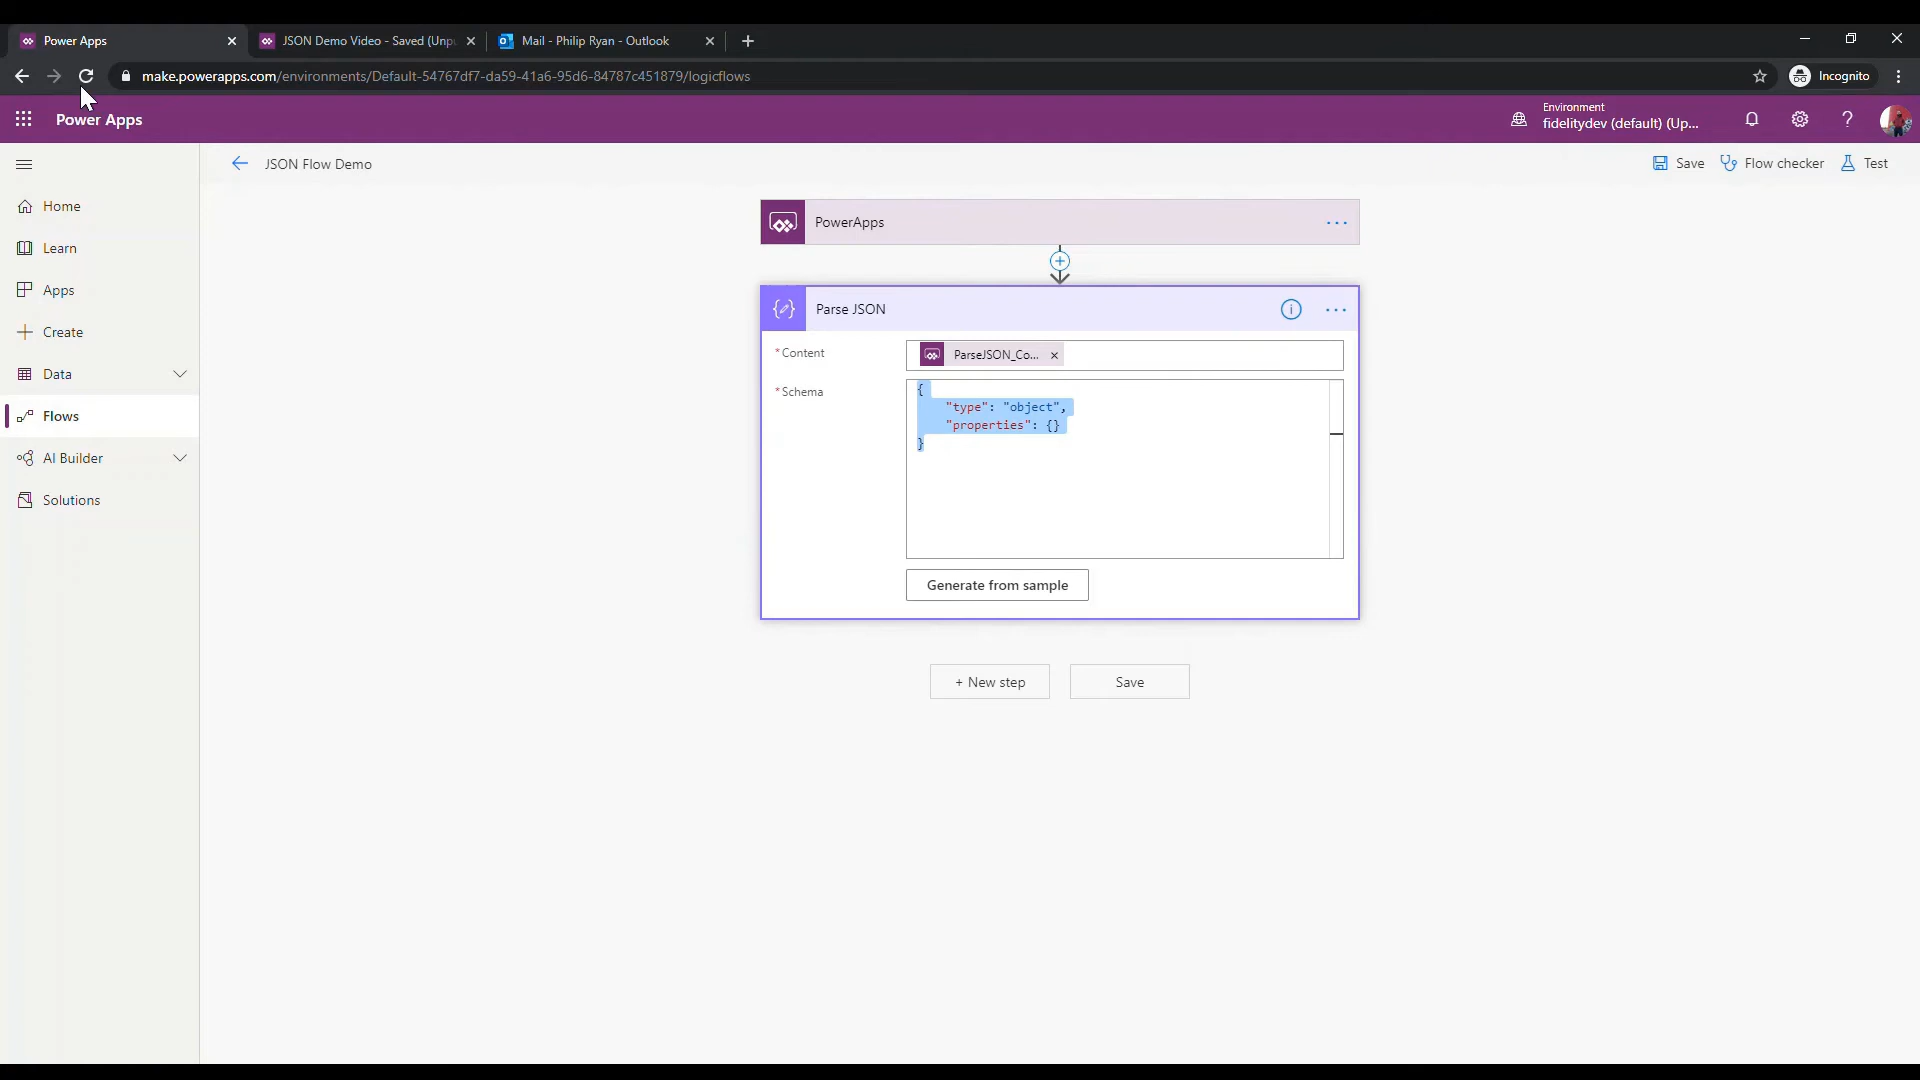 Power Apps
JSON Demo Video - Saved (Unp
Mail - Philip Ryan - Outlook
make.powerapps.com/environments/Default-54767df7-da59-41a6-95d6-84787c451879/logicflows
Incognito
Power Apps
Environment
fidelitydev (default) (Up...
JSON Flow Demo
Save
Flow checker
Test
Home
Learn
Apps
Create
Data
Flows
AI Builder
Solutions
PowerApps
Parse JSON
*Content
ParseJSON_Co...
*Schema
{
"type": "object",
"properties": {}
}
Generate from sample
+ New step
Save